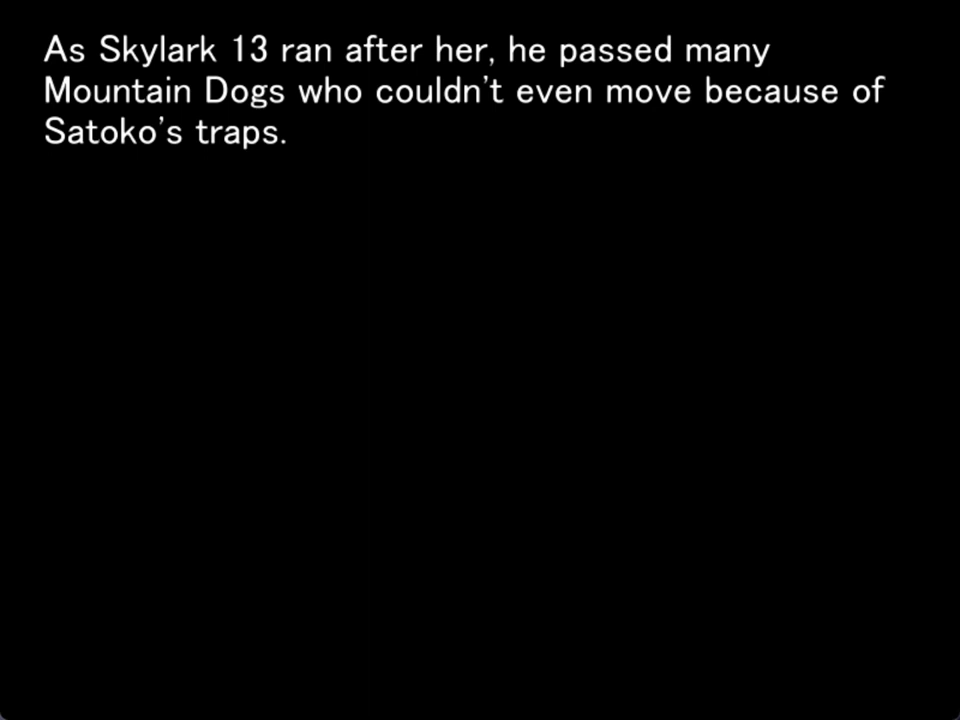 As Skylark 13 ran after her, he passed many
Mountain Dogs who couldn't even move because of
Satoko's traps.